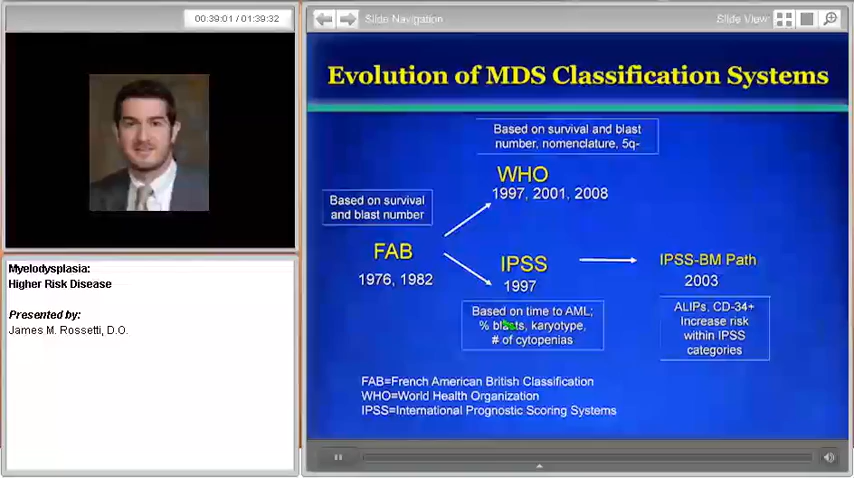 00:39:01 / 01:39:32
Slide Navigation
Slide View:
Evolution of MDS Classification Systems
Based on survival and blast
number, nomenclature, 5q-
WHO
1997, 2001, 2008
Based on survival
and blast number
FAB
1976, 1982
IPSS
1997
IPSS-BM Path
2003
Based on time to AML;
% blasts, karyotype,
# of cytopenias
ALIPs, CD-34+
Increase risk
within IPSS
categories
FAB=French American British Classification
WHO=World Health Organization
IPSS=International Prognostic Scoring Systems
Myelodysplasia:
Higher Risk Disease
Presented by:
James M. Rossetti, D.O.